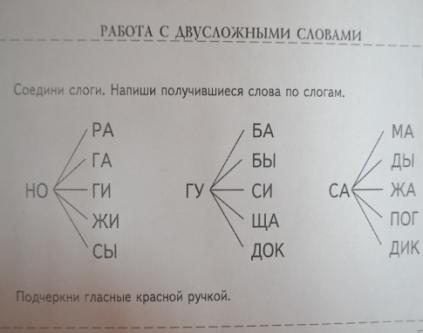 РАБОТА С ДВУСЛОЖНЫМИ СЛОВАМИ
Соедини слоги. Напиши получившиеся слова по слогам.
НО
РА
ГА
ГИ
ЖИ
СЫ
ГУ
БА
БЫ
СИ
ЩА
ДОК
СА
МА
ДЫ
ЖА
ПОГ
ДИК
Подчеркни гласные красной ручкой.